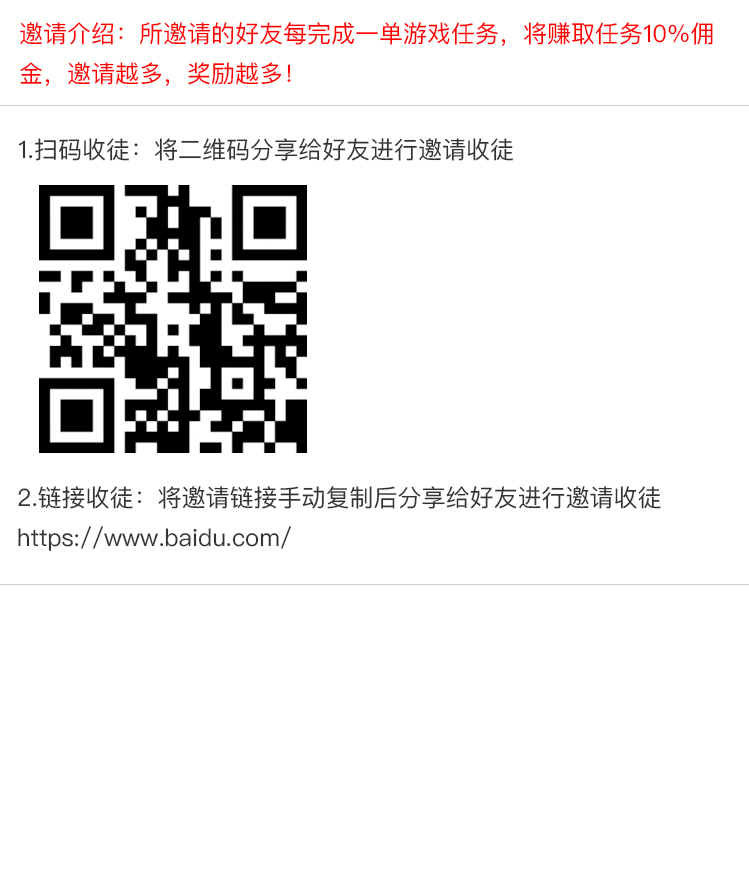 邀请介绍：所邀请的好友每完成一单游戏任务，将赚取任务10%佣
金，邀请越多，奖励越多！
1.扫码收徒：将二维码分享给好友进行邀请收徒
2.链接收徒：将邀请链接手动复制后分享给好友进行邀请收徒
https://www.baidu.com/